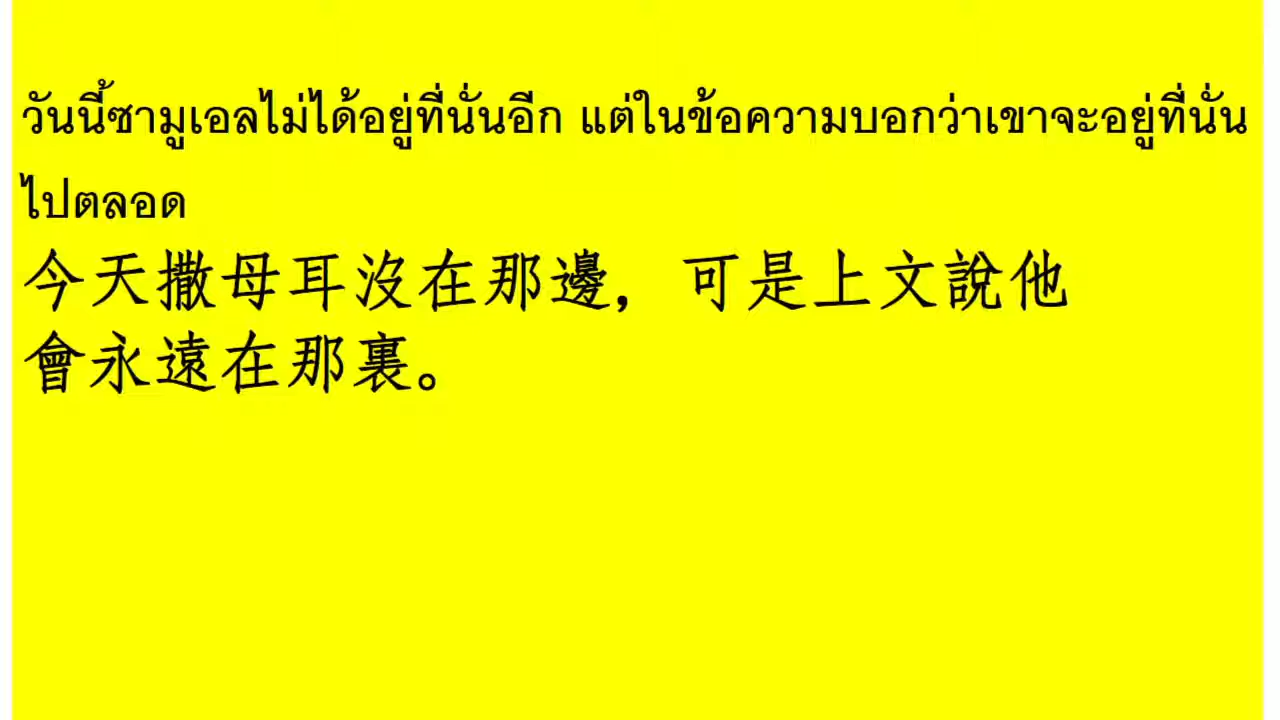 วันนี้ซามูเอลไม่ได้อยู่ที่นั่นอีก แต่ในข้อความบอกว่าเขาจะอยู่ที่นั่น
ไปตลอด
今天撒母耳沒在那邊，可是上文說他
會永遠在那裏。